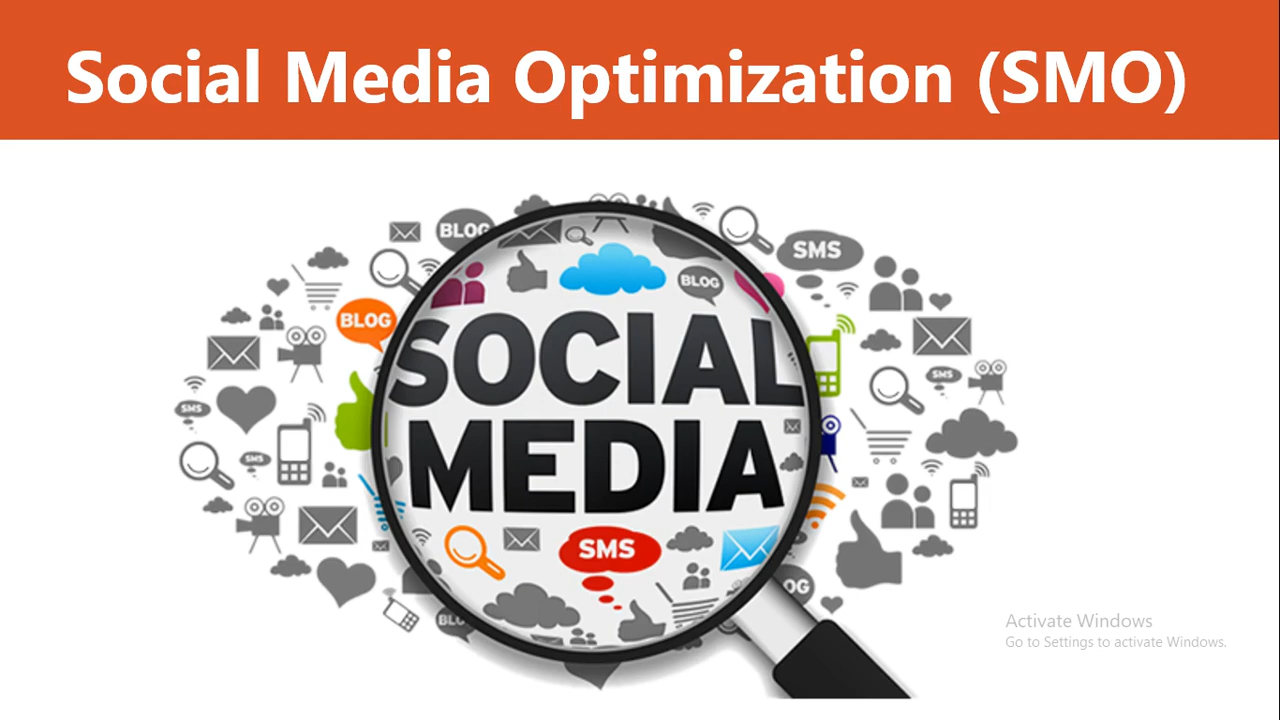 Social Media Optimization (SMO)
BLOG
SMS
BLOG
BLOG
SOCIAL
SMS
SMS
MEDIA
SMS
SMS
Activate Windows
Go to Settings to activate Windows.